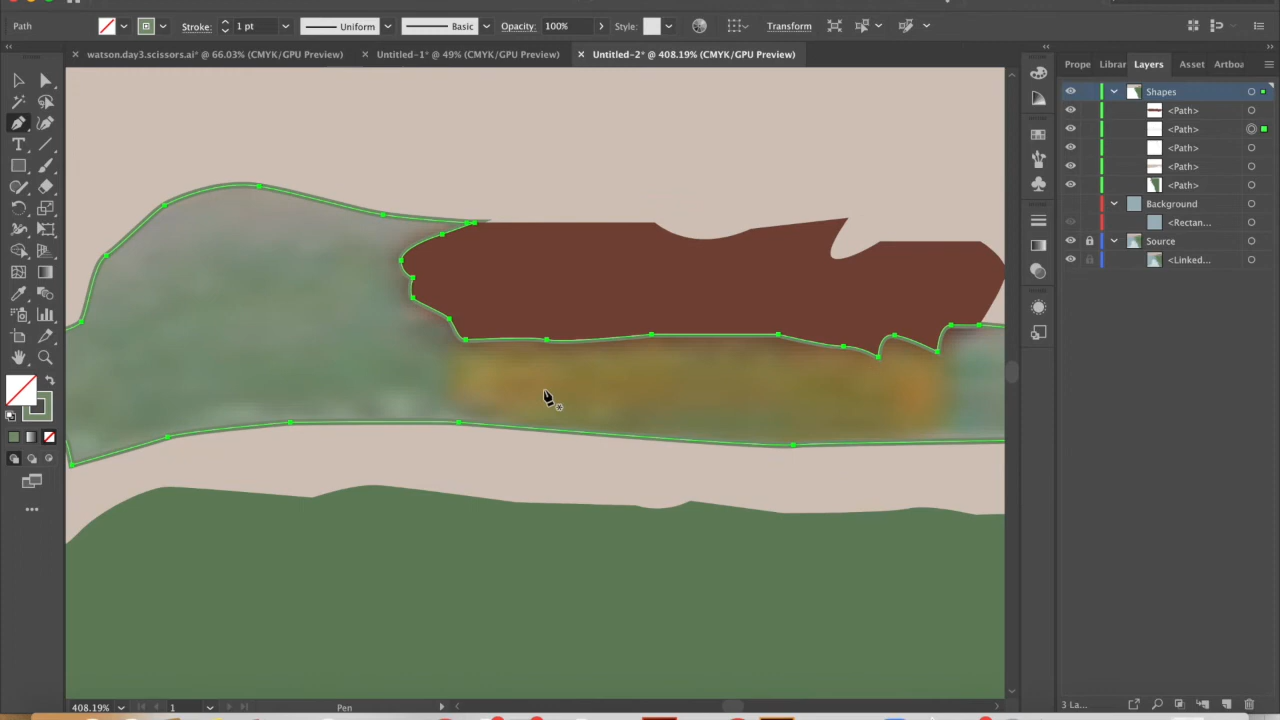 Path
Stroke:
1 pt
Uniform
Basic
Opacity:
100%
Style:
Transform
watson.day3.scissors.ai* @ 66.03% (CMYK/GPU Preview)
Untitled-1* @ 49% (CMYK/GPU Preview)
Untitled-2* @ 408.19% (CMYK/GPU Preview)
Prope
Librar
Layers
Asset
Artboa
Shapes
<Path>
<Path>
<Path>
<Path>
<Path>
Background
<Rectan...
Source
<Linked...
408.19%
1
Pen
3 La...